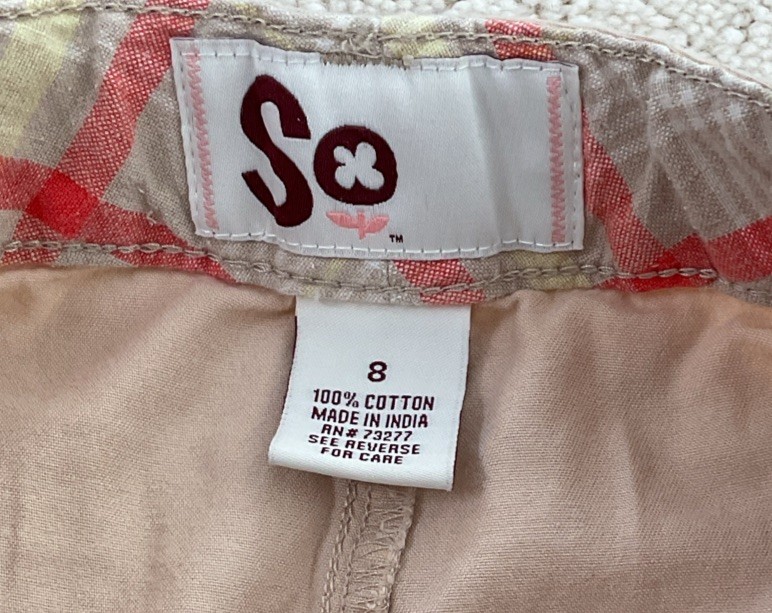 So
TM
8
100% COTTON
MADE IN INDIA
RN# 73277
SEE REVERSE
FOR CARE